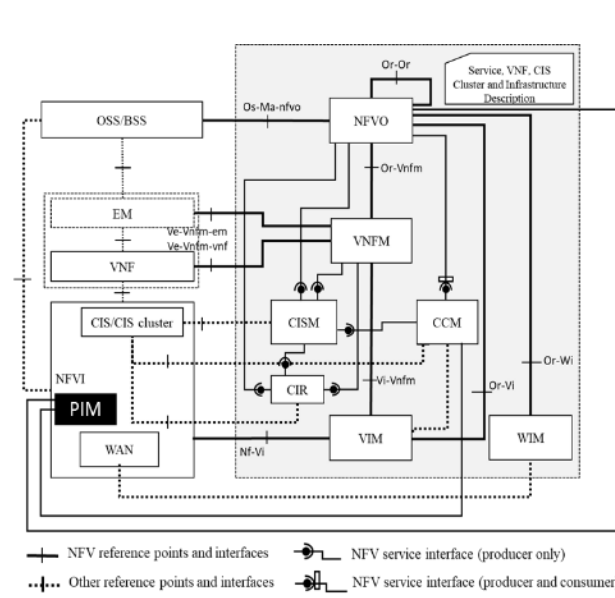 Or-Or
Service, VNF, CIS
Cluster and Infrastructure
Description
Os-Ma-nfvo
OSS/BSS
NFVO
Or-Vnfm
EM
Ve-Vnfm-em
Ve-Vnfm-vnf
VNFM
VNF
CIS/CIS cluster
CISM
CCM
NFVI
Or-Wi
CIR
Vi-Vnfm
Or-Vi
PIM
WAN
Nf-Vi
VIM
WIM
NFV reference points and interfaces
NFV service interface (producer only)
Other reference points and interfaces
NFV service interface (producer and consumer